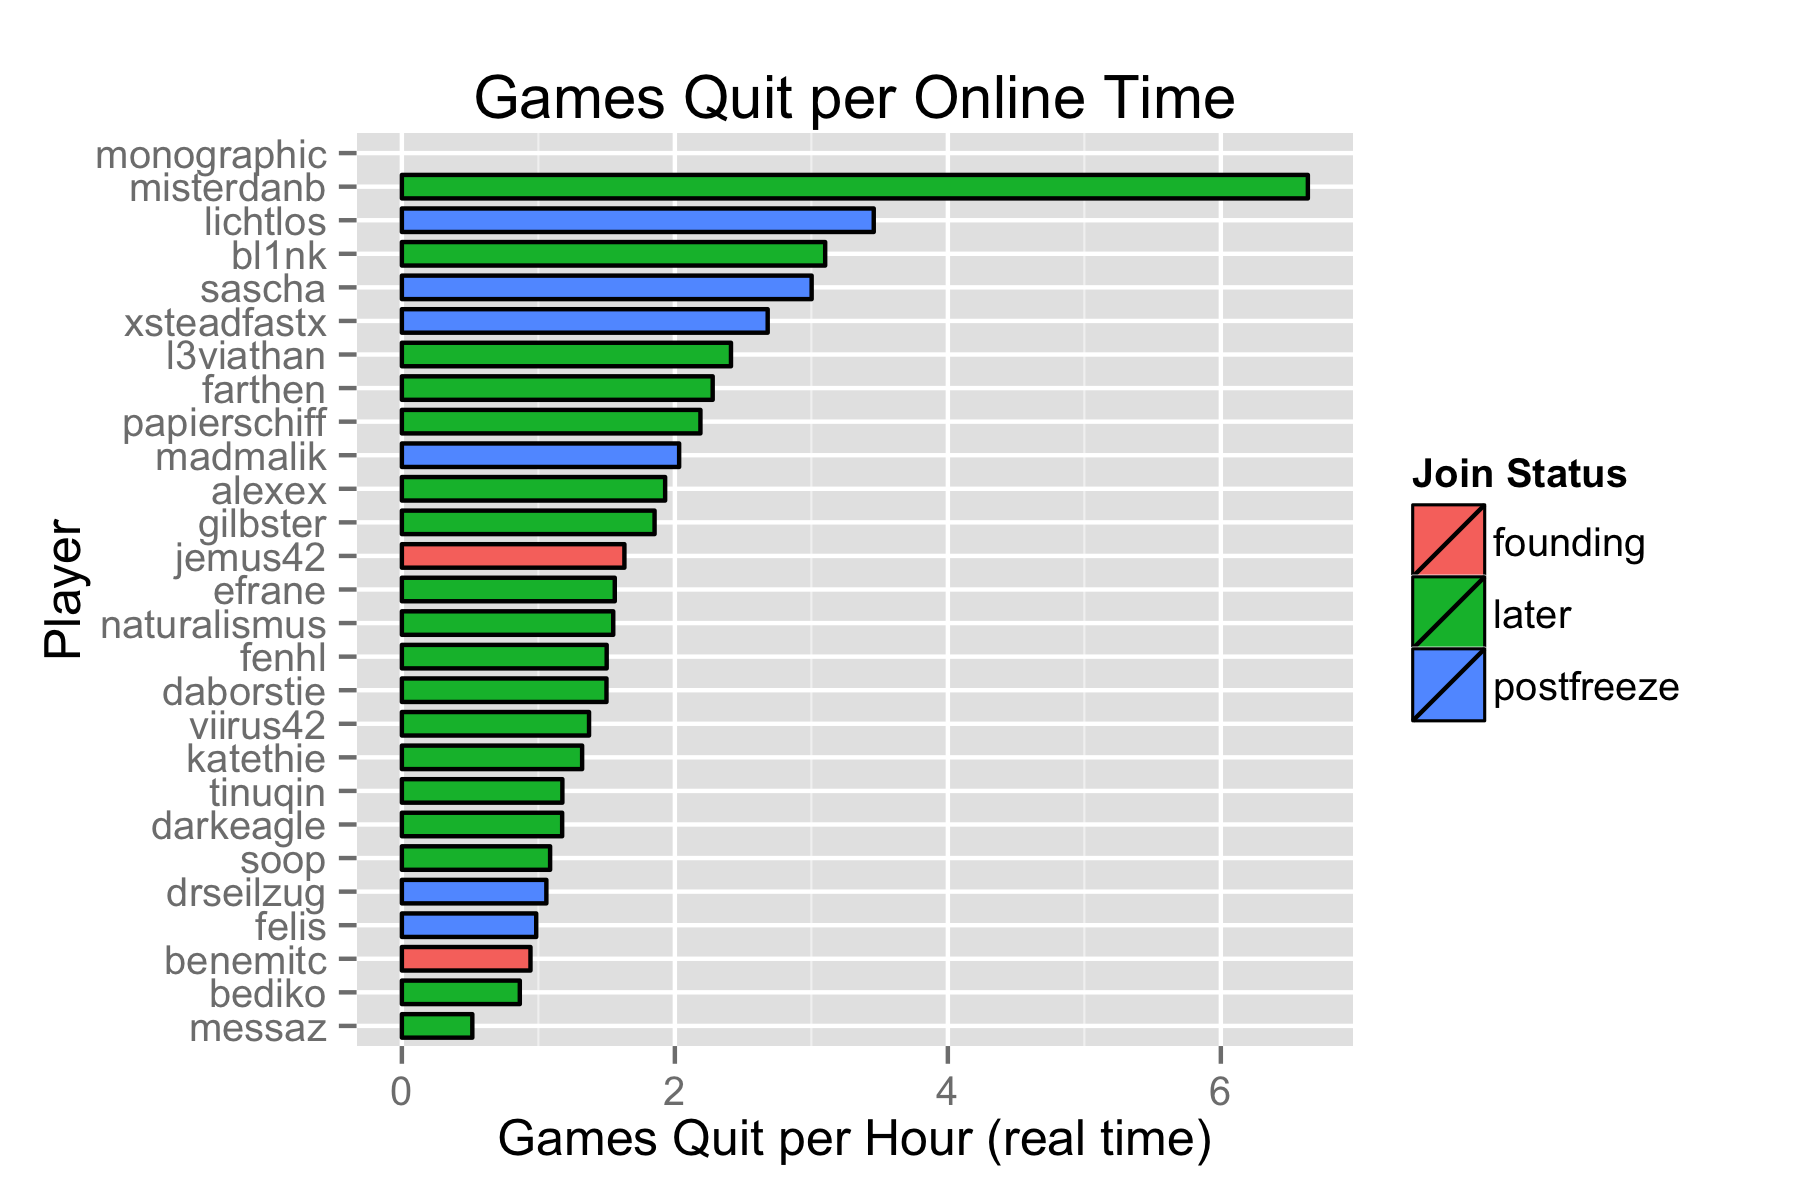 Games Quit per Online Time
monographic
misterdanb
lichtlos
bl1nk
sascha
xsteadfastx
l3viathan
farthen
papierschiff
madmalik
alexex
gilbster
jemus42
efrane
naturalismus
fenhl
daborstie
viirus42
katethie
tinuqin
darkeagle
soop
drseilzug
felis
benemitc
bediko
messaz
Player
0 2 4 6
Games Quit per Hour (real time)
Join Status
founding
later
postfreeze